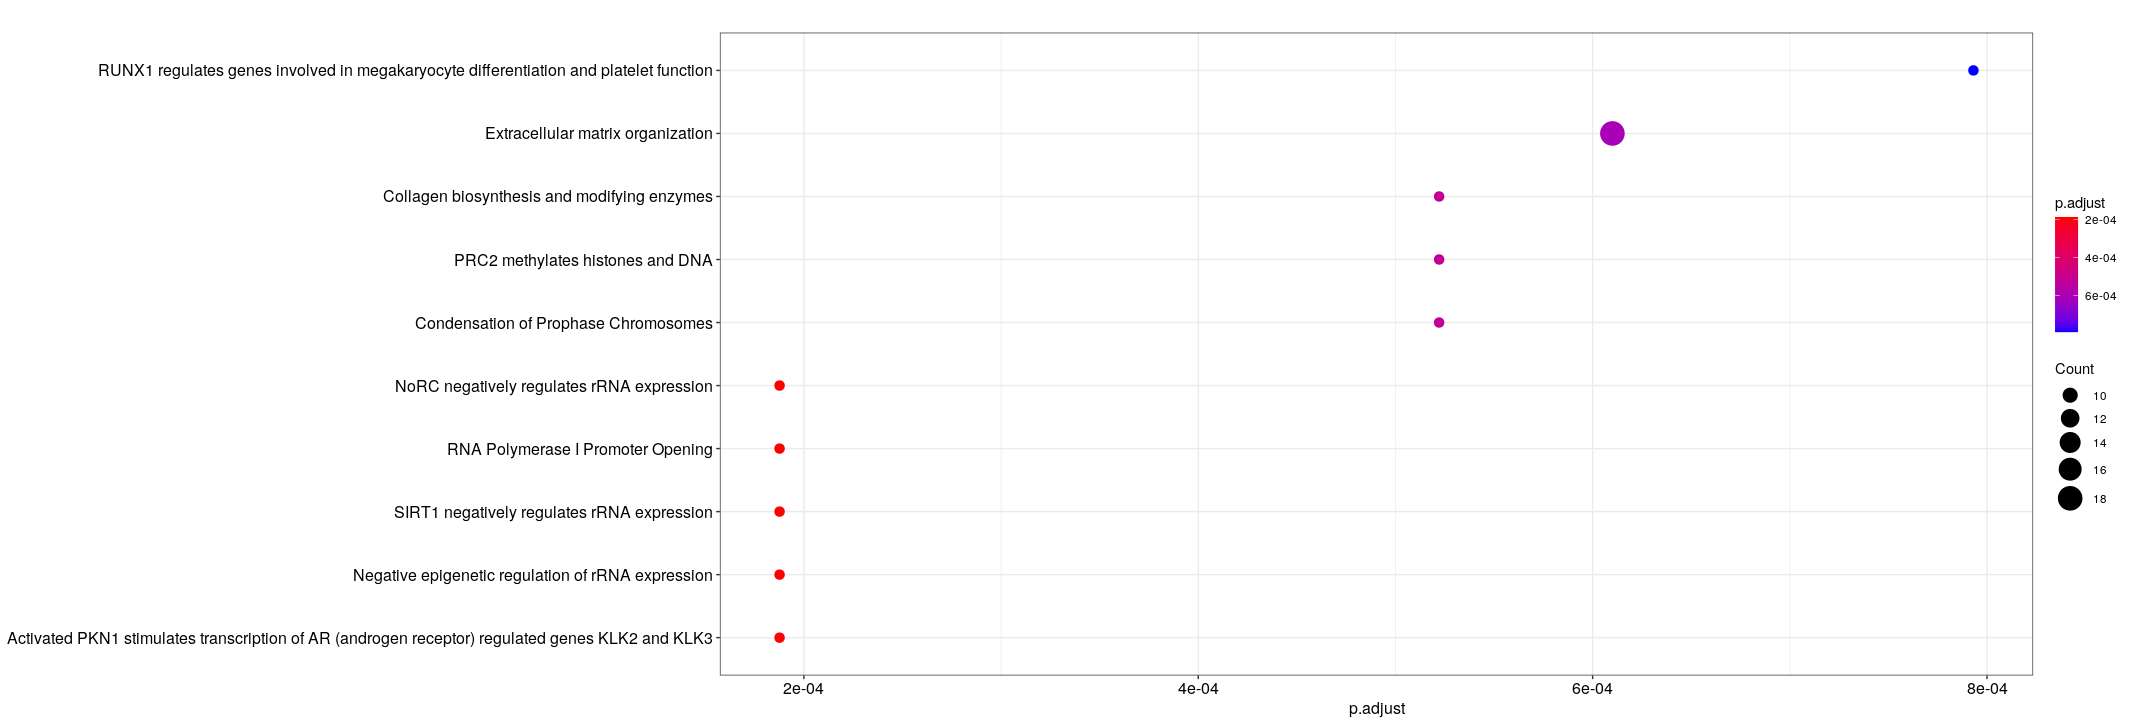 RUNX1 regulates genes involved in megakaryocyte differentiation and platelet function
Extracellular matrix organization
Collagen biosynthesis and modifying enzymes
PRC2 methylates histones and DNA
Condensation of Prophase Chromosomes
NoRC negatively regulates rRNA expression
RNA Polymerase I Promoter Opening
SIRT1 negatively regulates rRNA expression
Negative epigenetic regulation of rRNA expression
Activated PKN1 stimulates transcription of AR (androgen receptor) regulated genes KLK2 and KLK3
2e-04 4e-04 6e-04 8e-04
p.adjust
p.adjust
2e-04
4e-04
6e-04
Count
10
12
14
16
18